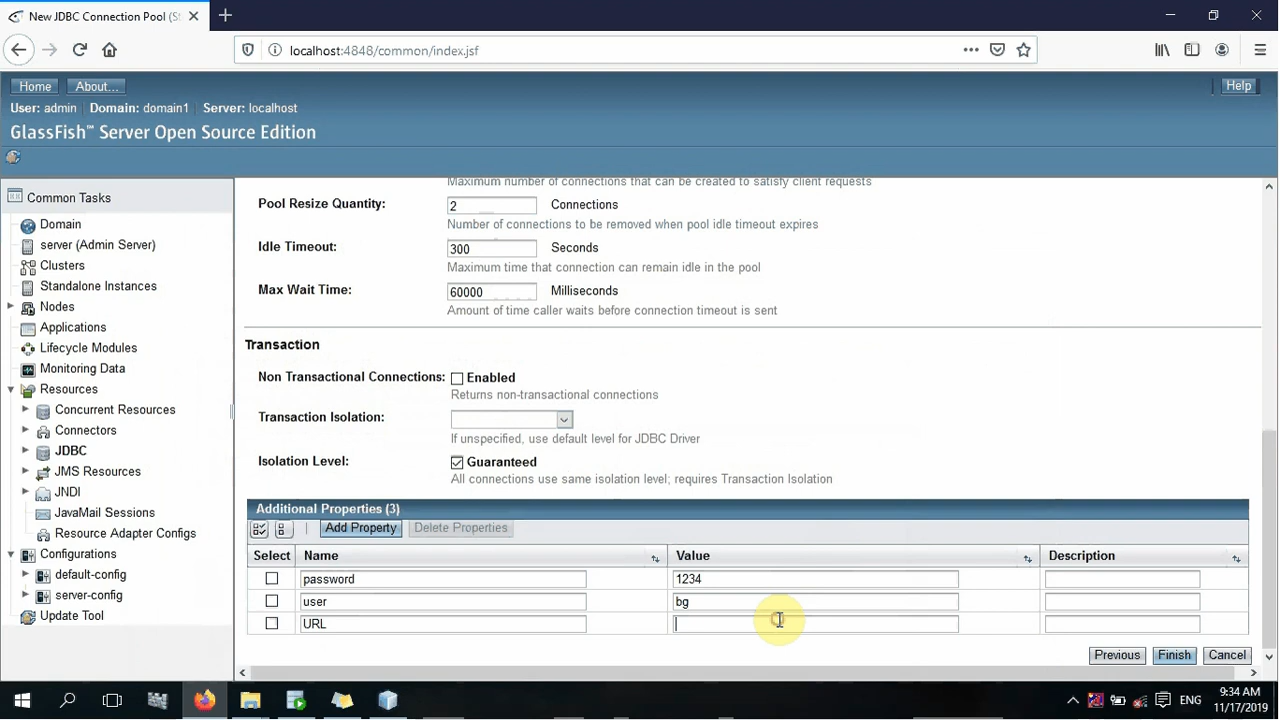 New JDBC Connection Pool (St
localhost:4848/common/index.jsf
Home About... Help
User: admin Domain: domain1 Server: localhost
GlassFish™ Server Open Source Edition
Common Tasks
Domain
server (Admin Server)
Clusters
Standalone Instances
Nodes
Applications
Lifecycle Modules
Monitoring Data
Resources
Concurrent Resources
Connectors
JDBC
JMS Resources
JNDI
JavaMail Sessions
Resource Adapter Configs
Configurations
default-config
server-config
Update Tool
Maximum number of connections that can be created to satisfy client requests
Pool Resize Quantity: 2 Connections
Number of connections to be removed when pool idle timeout expires
Idle Timeout: 300 Seconds
Maximum time that connection can remain idle in the pool
Max Wait Time: 60000 Milliseconds
Amount of time caller waits before connection timeout is sent
Transaction
Non Transactional Connections: Enabled
Returns non-transactional connections
Transaction Isolation:
If unspecified, use default level for JDBC Driver
Isolation Level: Guaranteed
All connections use same isolation level; requires Transaction Isolation
Additional Properties (3)
Add Property Delete Properties
Select Name Value Description
password 1234
user bg
URL
Previous Finish Cancel
ENG 9:34 AM
11/17/2019